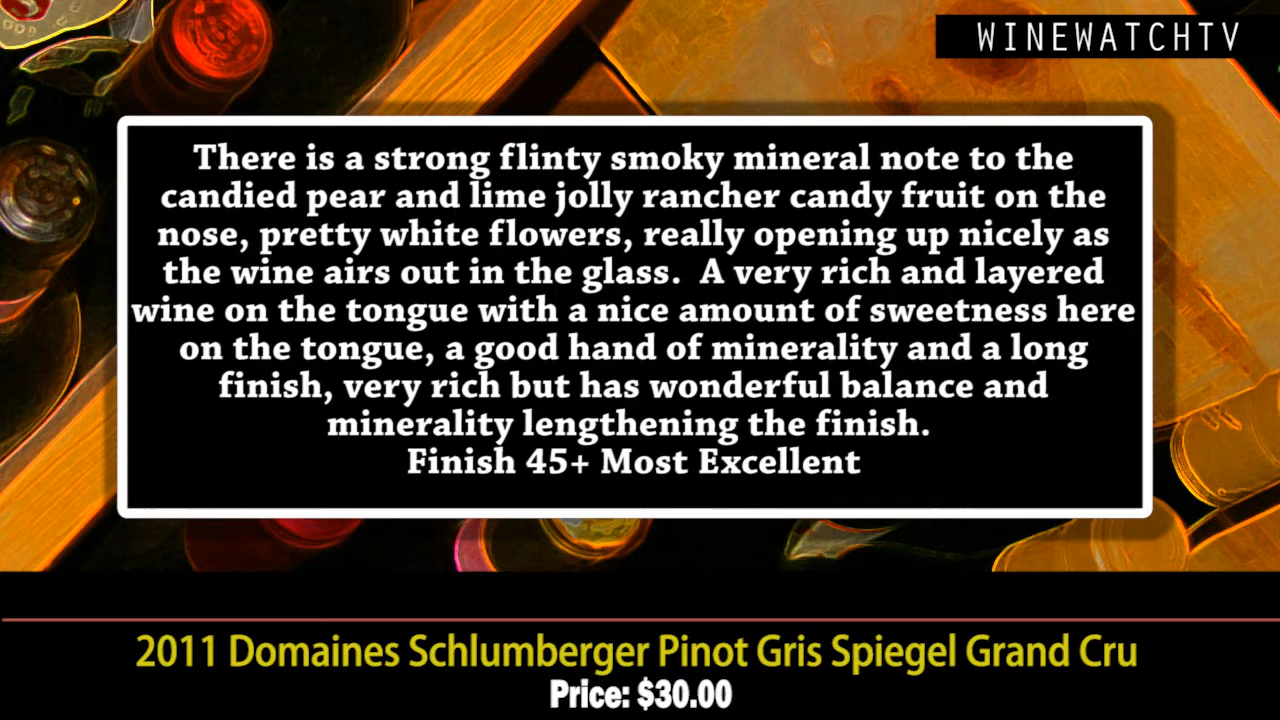 WINEWATCHTV
There is a strong flinty smoky mineral note to the
candied pear and lime jolly rancher candy fruit on the
nose, pretty white flowers, really opening up nicely as
the wine airs out in the glass.  A very rich and layered
wine on the tongue with a nice amount of sweetness here
on the tongue, a good hand of minerality and a long
finish, very rich but has wonderful balance and
minerality lengthening the finish.
Finish 45+ Most Excellent
2011 Domaines Schlumberger Pinot Gris Spiegel Grand Cru
Price: $30.00